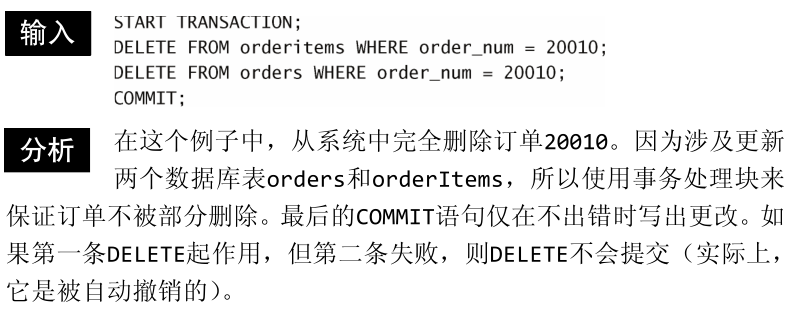 输入
START TRANSACTION;
DELETE FROM orderitems WHERE order_num = 20010;
DELETE FROM orders WHERE order_num = 20010;
COMMIT;
分析
在这个例子中，从系统中完全删除订单20010。因为涉及更新
两个数据库表orders和orderItems，所以使用事务处理块来
保证订单不被部分删除。最后的COMMIT语句仅在不出错时写出更改。如
果第一条DELETE起作用，但第二条失败，则DELETE不会提交（实际上，
它是被自动撤销的）。